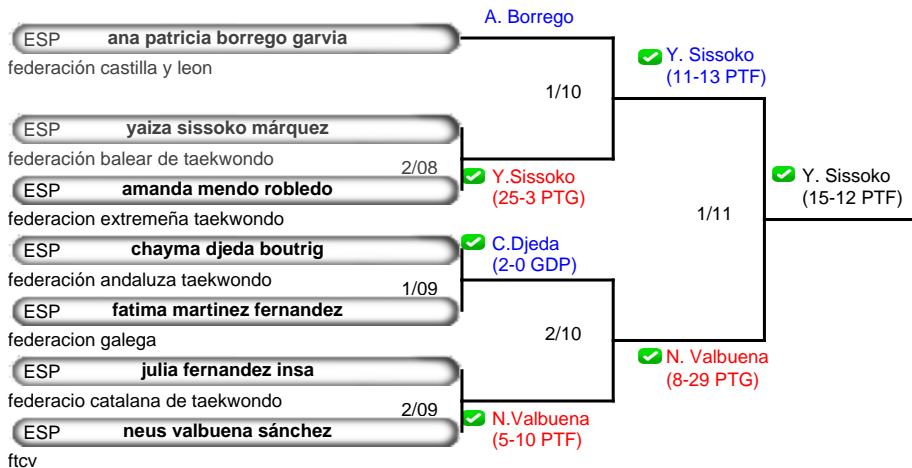 A. Borrego
ESP ana patricia borrego garvia
federación castilla y leon
Y. Sissoko
(11-13 PTF)
1/10
ESP yaiza sissoko márquez
federación balear de taekwondo
2/08
ESP amanda mendo robledo
federacion extremeña taekwondo
Y.Sissoko
(25-3 PTG)
Y. Sissoko
(15-12 PTF)
1/11
ESP chayma djeda boutrig
federación andaluza taekwondo
C.Djeda
(2-0 GDP)
1/09
ESP fatima martinez fernandez
federacion galega
2/10
ESP julia fernandez insa
federacio catalana de taekwondo
N. Valbuena
(8-29 PTG)
2/09
ESP neus valbuena sánchez
ftcv
N.Valbuena
(5-10 PTF)